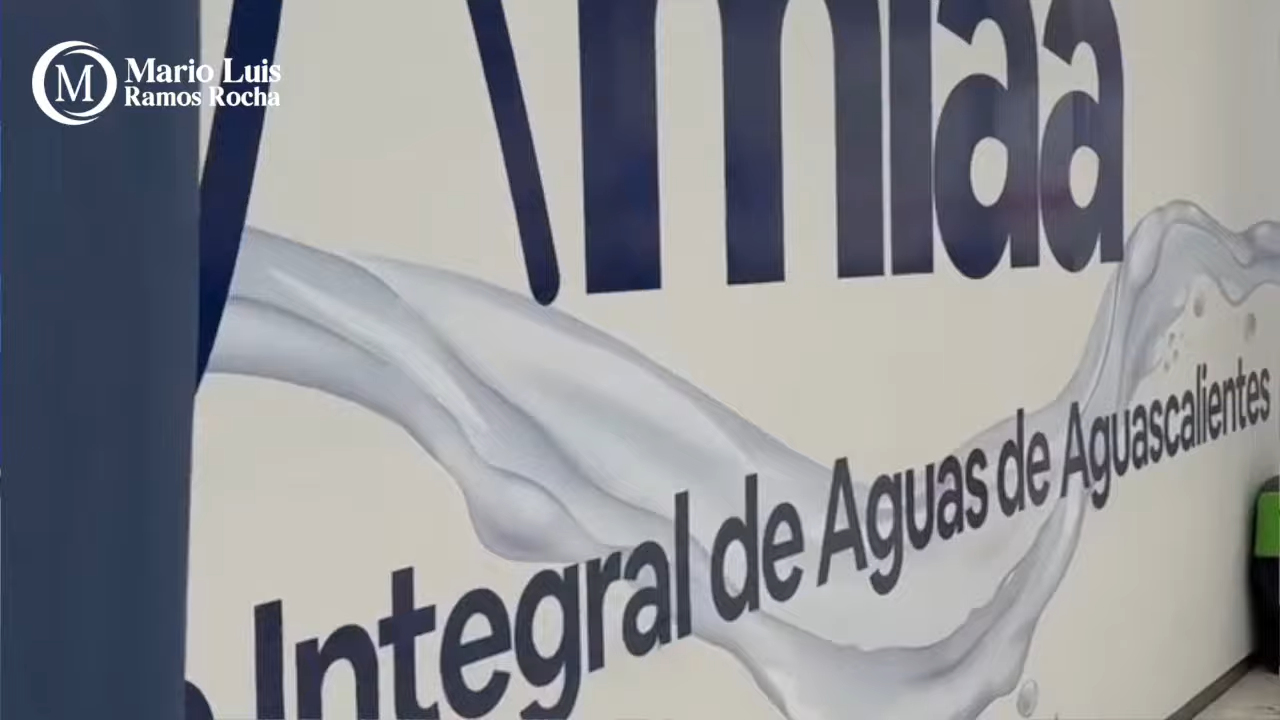 Mario Luis
Ramos Rocha
miaa
Integral de Aguas de Aguascalientes